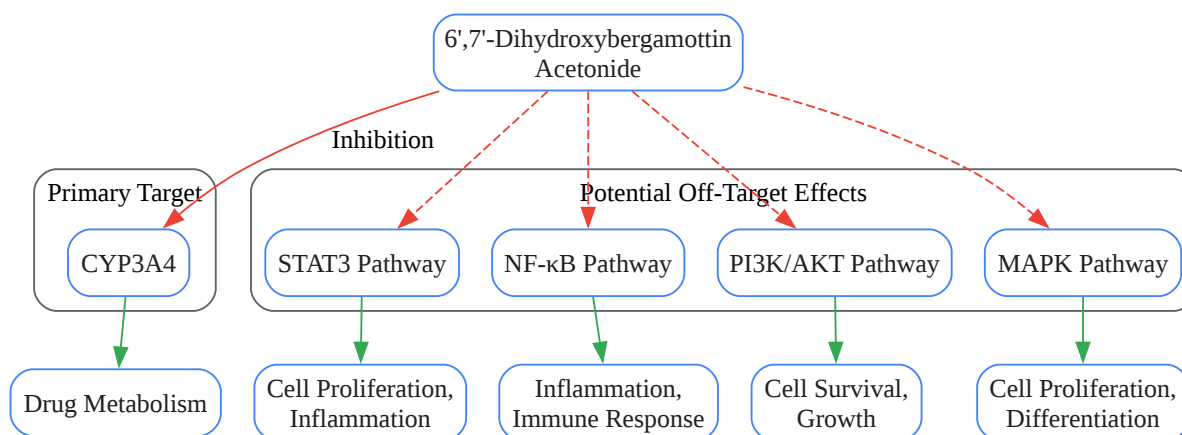 6',7'-Dihydroxybergamottin
Acetonide
Inhibition
Primary Target
Potential Off-Target Effects
CYP3A4
STAT3 Pathway
NF-κB Pathway
PI3K/AKT Pathway
MAPK Pathway
Drug Metabolism
Cell Proliferation,
Inflammation
Inflammation,
Immune Response
Cell Survival,
Growth
Cell Proliferation,
Differentiation